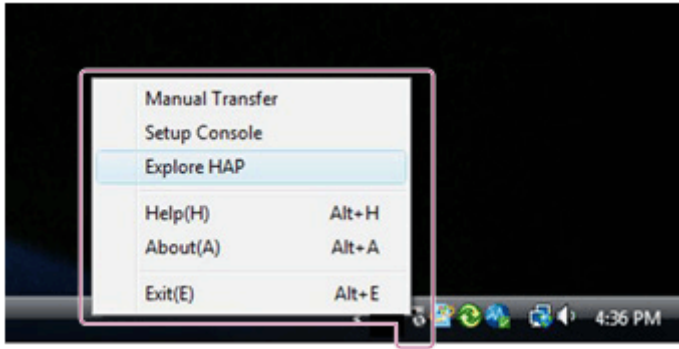 Manual Transfer
Setup Console
Explore HAP
Help(H) Alt+H
About(A) Alt+A
Exit(E) Alt+E
4:36 PM